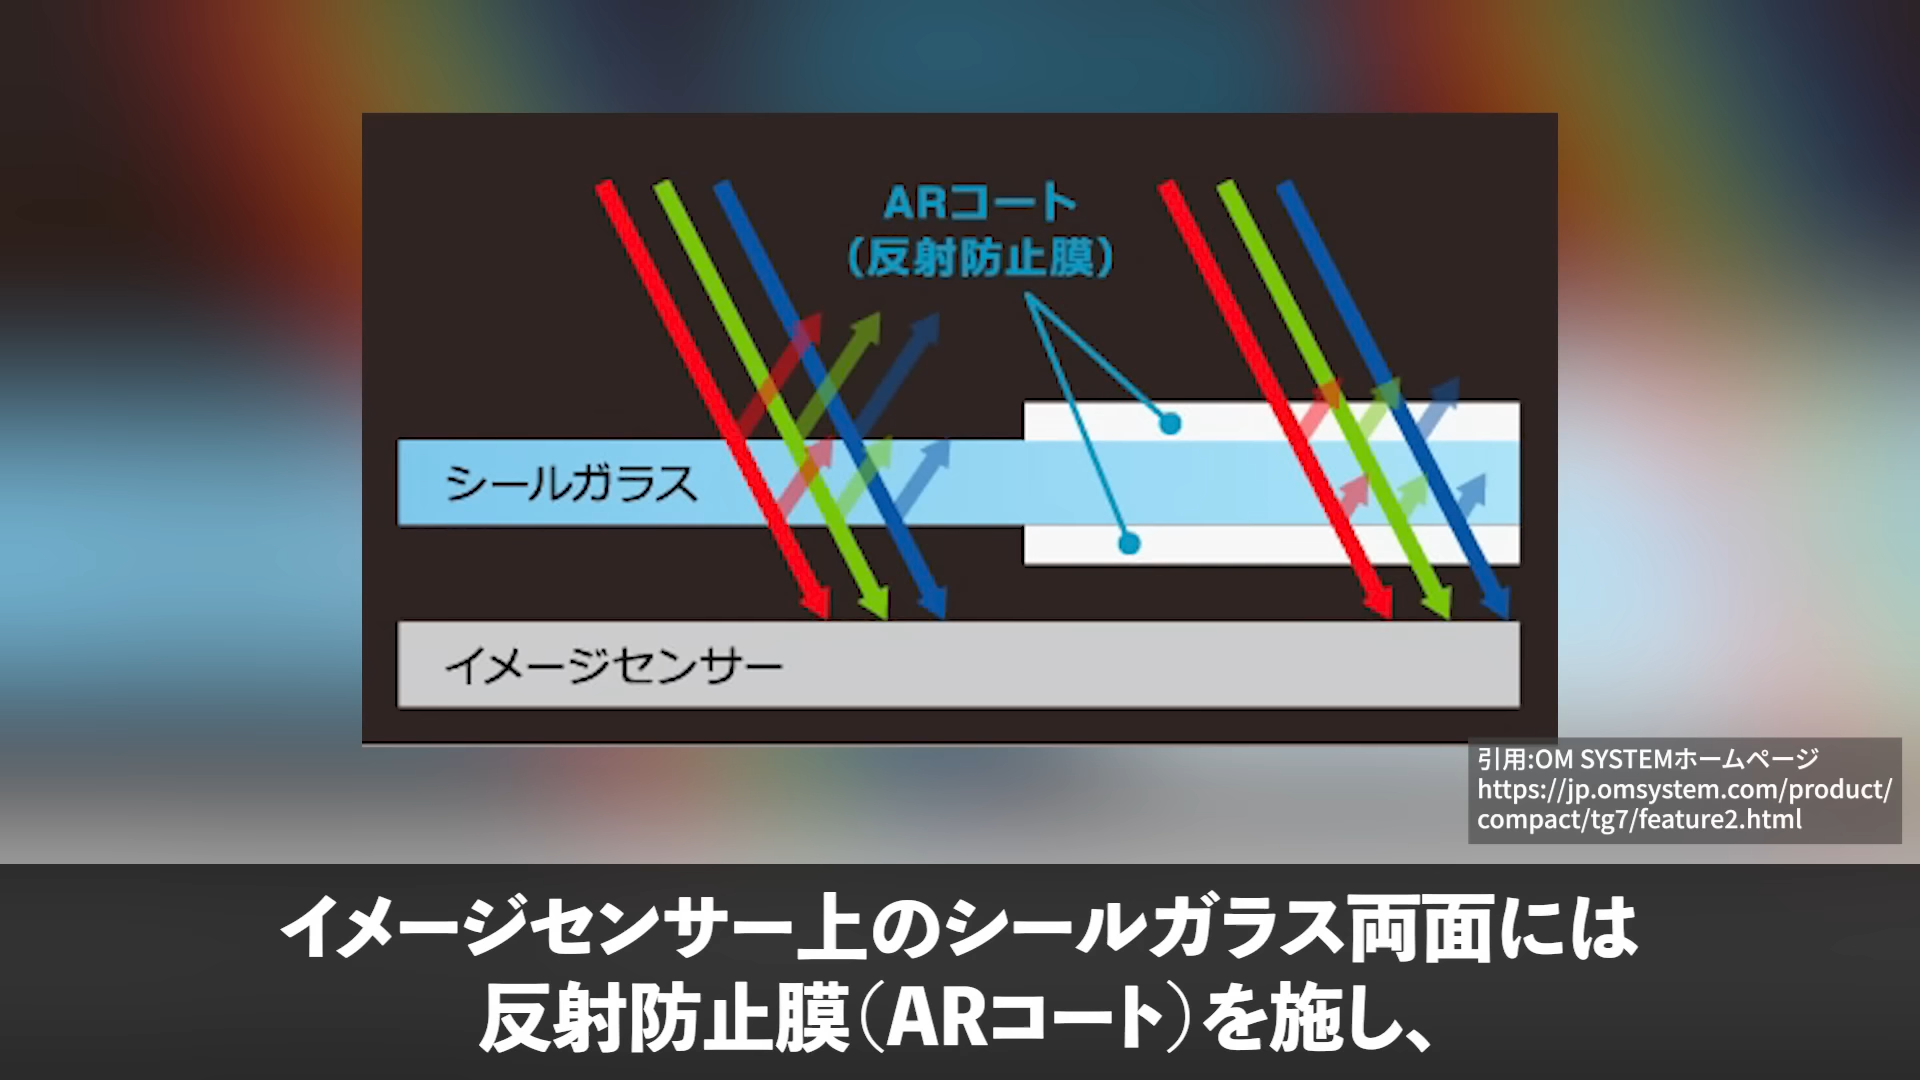 ARコート
（反射防止膜）
シールガラス
イメージセンサー
引用:OM SYSTEMホームページ
https://jp.omsystem.com/product/
compact/tg7/feature2.html
イメージセンサー上のシールガラス両面には
反射防止膜（ARコート）を施し、